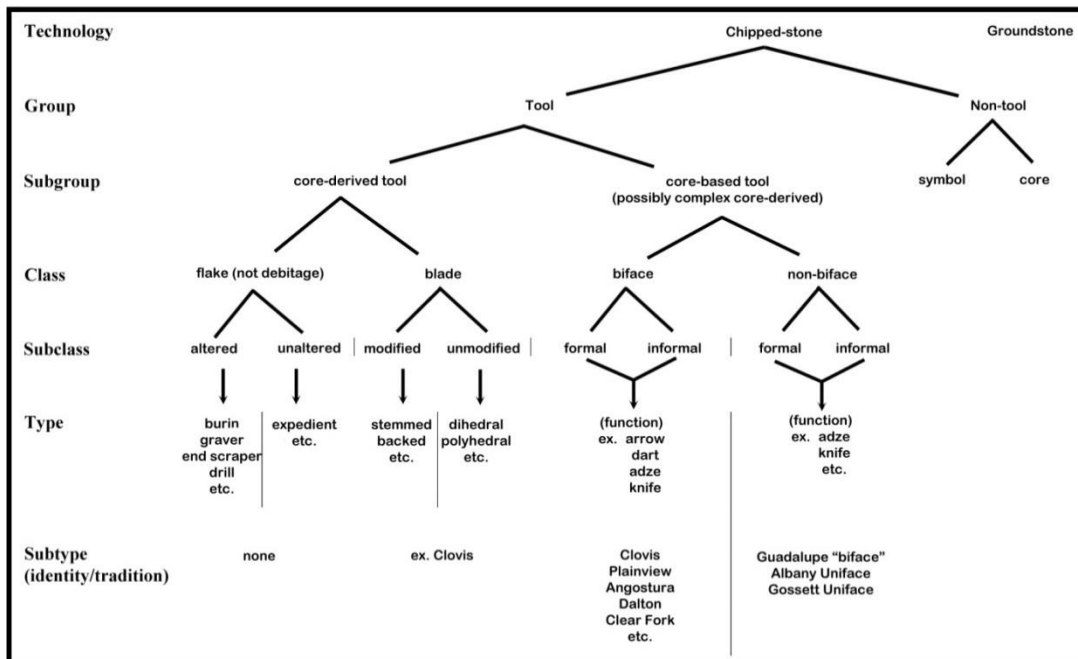 Technology
Chipped-stone
Groundstone
Group
Tool
Non-tool
Subgroup
core-derived tool
core-based tool
(possibly complex core-derived)
symbol
core
Class
flake (not debitage)
blade
biface
non-biface
Subclass
altered
unaltered
modified
unmodified
formal
informal
formal
informal
Type
burin
graver
end scraper
drill
etc.
expedient
etc.
stemmed
backed
etc.
dihedral
polyhedral
etc.
(function)
ex. arrow
dart
adze
knife
(function)
ex. adze
knife
etc.
Subtype
(identity/tradition)
none
ex. Clovis
Clovis
Plainview
Angostura
Dalton
Clear Fork
etc.
Guadalupe “biface”
Albany Uniface
Gossett Uniface